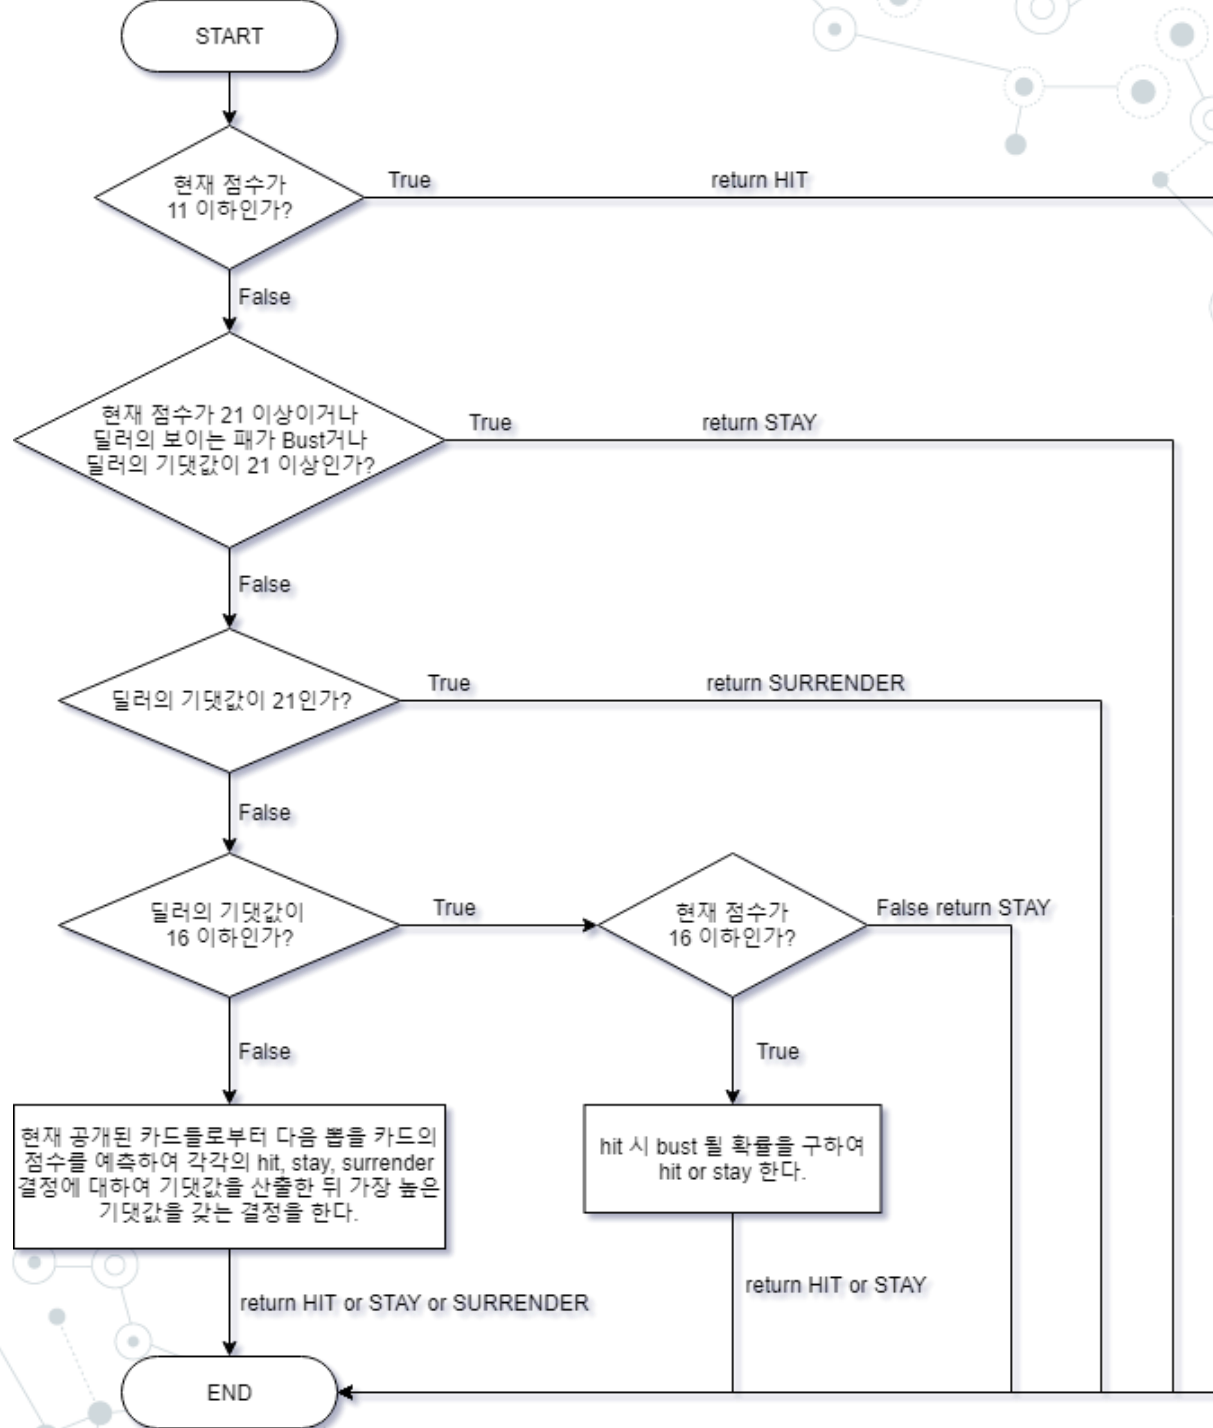 START
현재 점수가
11 이하인가?
True
return HIT
False
현재 점수가 21 이상이거나
딜러의 보이는 패가 Bust거나
딜러의 기댓값이 21 이상인가?
True
return STAY
False
딜러의 기댓값이 21인가?
True
return SURRENDER
False
딜러의 기댓값이
16 이하인가?
True
현재 점수가
16 이하인가?
False return STAY
False
True
현재 공개된 카드들로부터 다음 뽑을 카드의
점수를 예측하여 각각의 hit, stay, surrender
결정에 대하여 기댓값을 산출한 뒤 가장 높은
기댓값을 갖는 결정을 한다.
hit 시 bust 될 확률을 구하여
hit or stay 한다.
return HIT or STAY
return HIT or STAY or SURRENDER
END